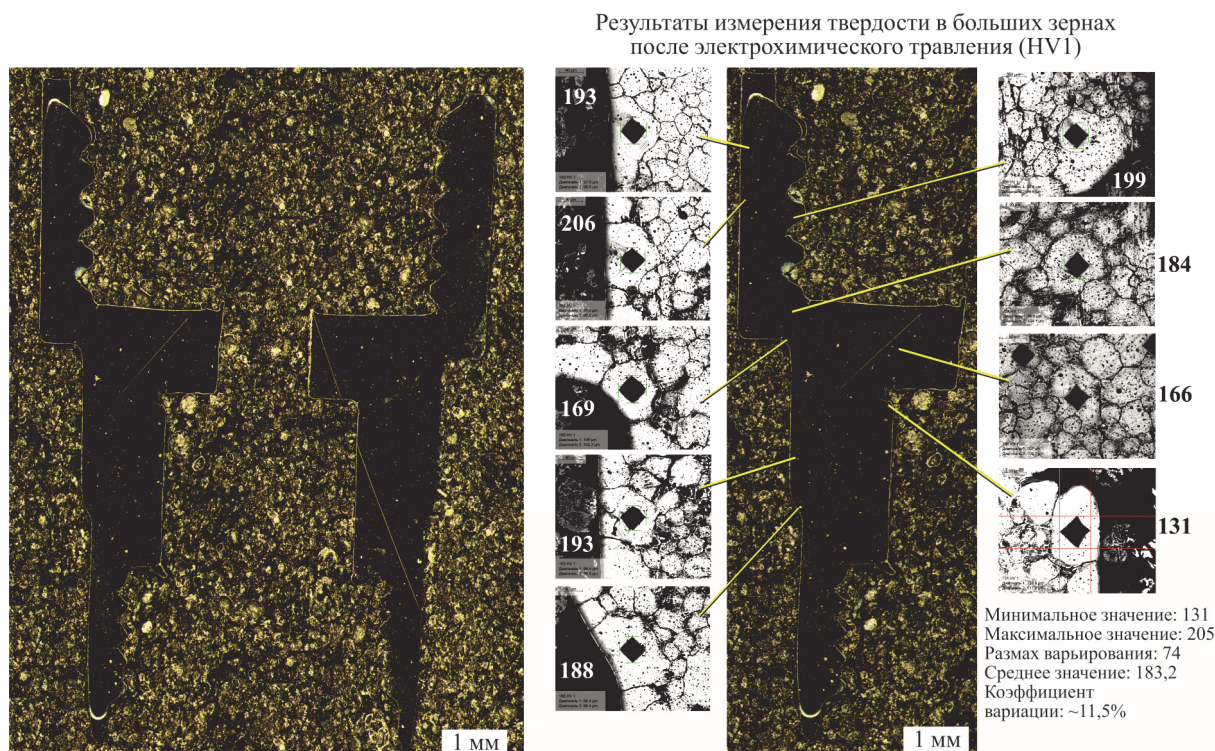 Результаты измерения твердости в больших зернах
после электрохимического травления (HV1)
193
206
169
193
188
199
184
166
131
Минимальное значение: 131
Максимальное значение: 205
Размах варьирования: 74
Среднее значение: 183,2
Коэффициент
вариации: ~11,5%
1 мм
1 мм